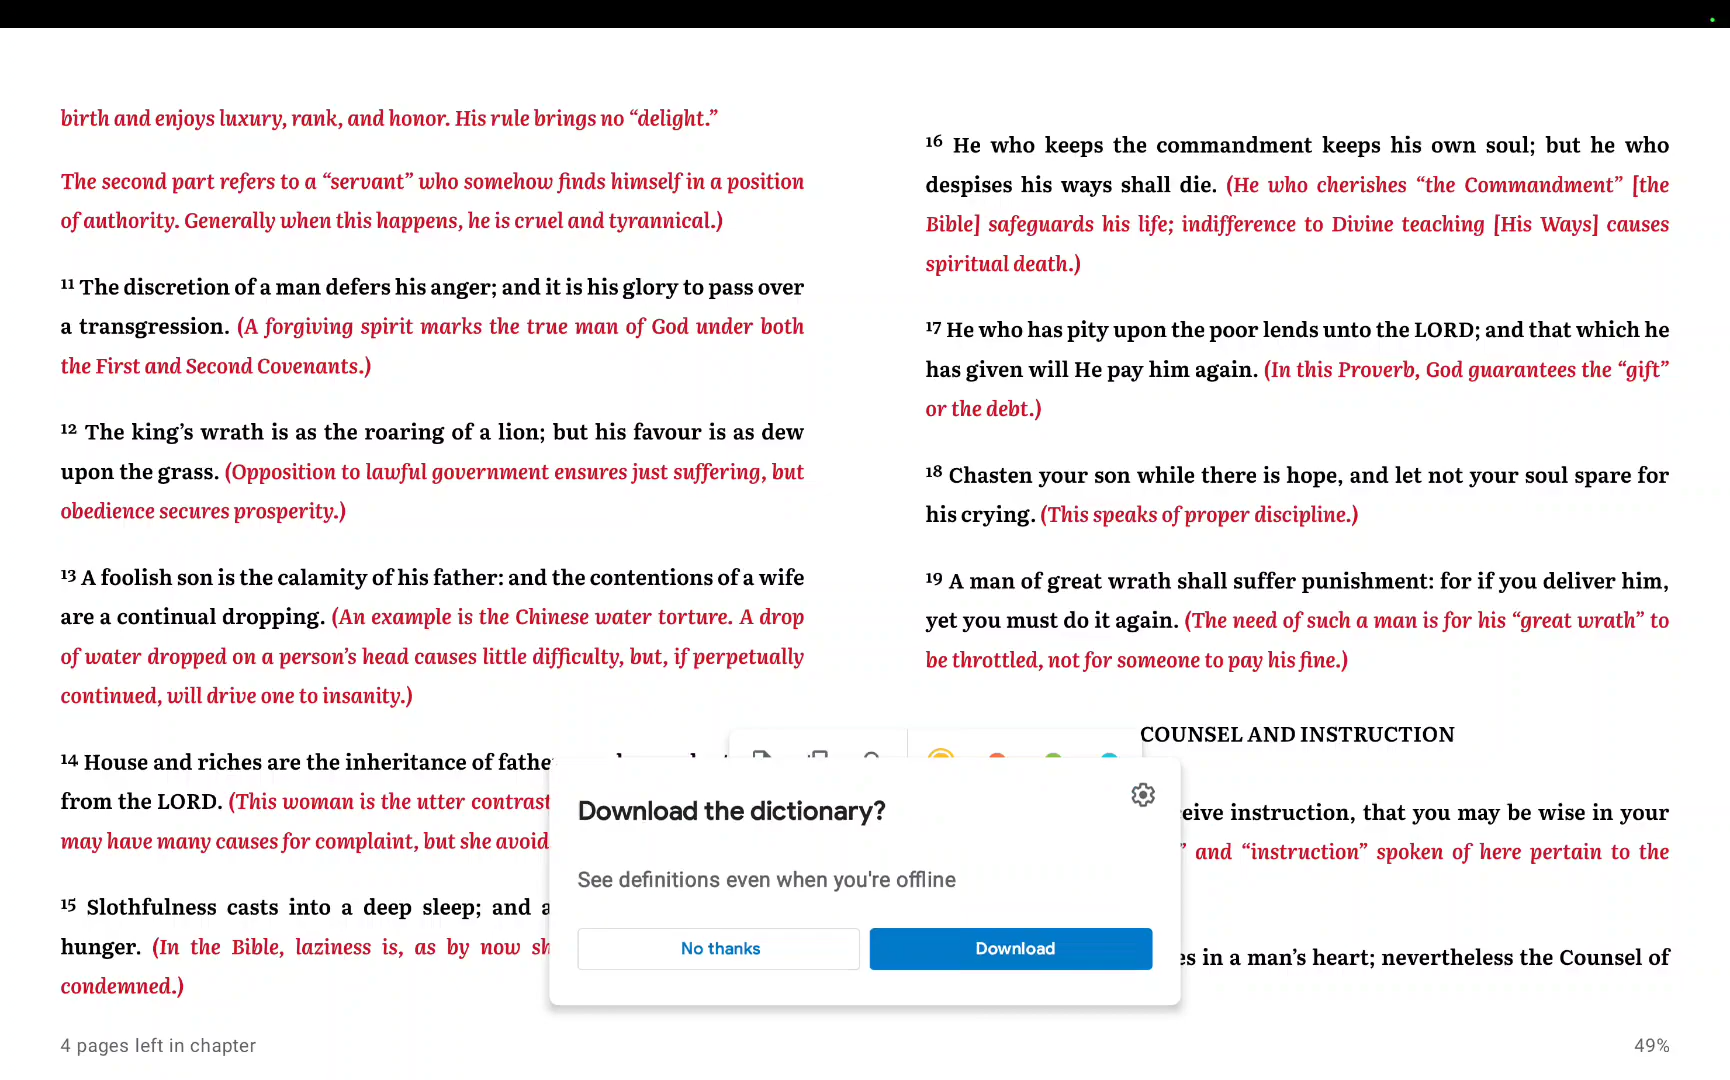 birth and enjoys luxury, rank, and honor. His rule brings no “delight.”
The second part refers to a “servant” who somehow finds himself in a position
of authority. Generally when this happens, he is cruel and tyrannical.)
11 The discretion of a man defers his anger; and it is his glory to pass over
a transgression. (A forgiving spirit marks the true man of God under both
the First and Second Covenants.)
12 The king’s wrath is as the roaring of a lion; but his favour is as dew
upon the grass. (Opposition to lawful government ensures just suffering, but
obedience secures prosperity.)
13 A foolish son is the calamity of his father: and the contentions of a wife
are a continual dropping. (An example is the Chinese water torture. A drop
of water dropped on a person’s head causes little difficulty, but, if perpetually
continued, will drive one to insanity.)
14 House and riches are the inheritance of
from the LORD. (This woman is the utter
may have many causes for complaint, but she
15 Slothfulness casts into a deep sleep; and
hunger. (In the Bible, laziness is, as by now
condemned.)
16 He who keeps the commandment keeps his own soul; but he who
despises his ways shall die. (He who cherishes “the Commandment” [the
Bible] safeguards his life; indifference to Divine teaching [His Ways] causes
spiritual death.)
17 He who has pity upon the poor lends unto the LORD; and that which he
has given will He pay him again. (In this Proverb, God guarantees the “gift”
or the debt.)
18 Chasten your son while there is hope, and let not your soul spare for
his crying. (This speaks of proper discipline.)
19 A man of great wrath shall suffer punishment: for if you deliver him,
yet you must do it again. (The need of such a man is for his “great wrath” to
be throttled, not for someone to pay his fine.)
COUNSEL AND INSTRUCTION
instruction, that you may be wise in your
and “instruction” spoken of here pertain to the
in a man’s heart; nevertheless the Counsel of
Download the dictionary?
See definitions even when you're offline
No thanks
Download
4 pages left in chapter
49%